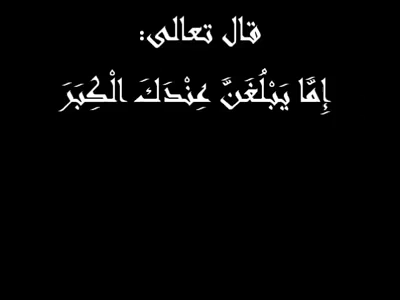 قال تعالى:
إِمَّا يَبْلُغَنَّ عِنْدَكَ الْكِبَرَ